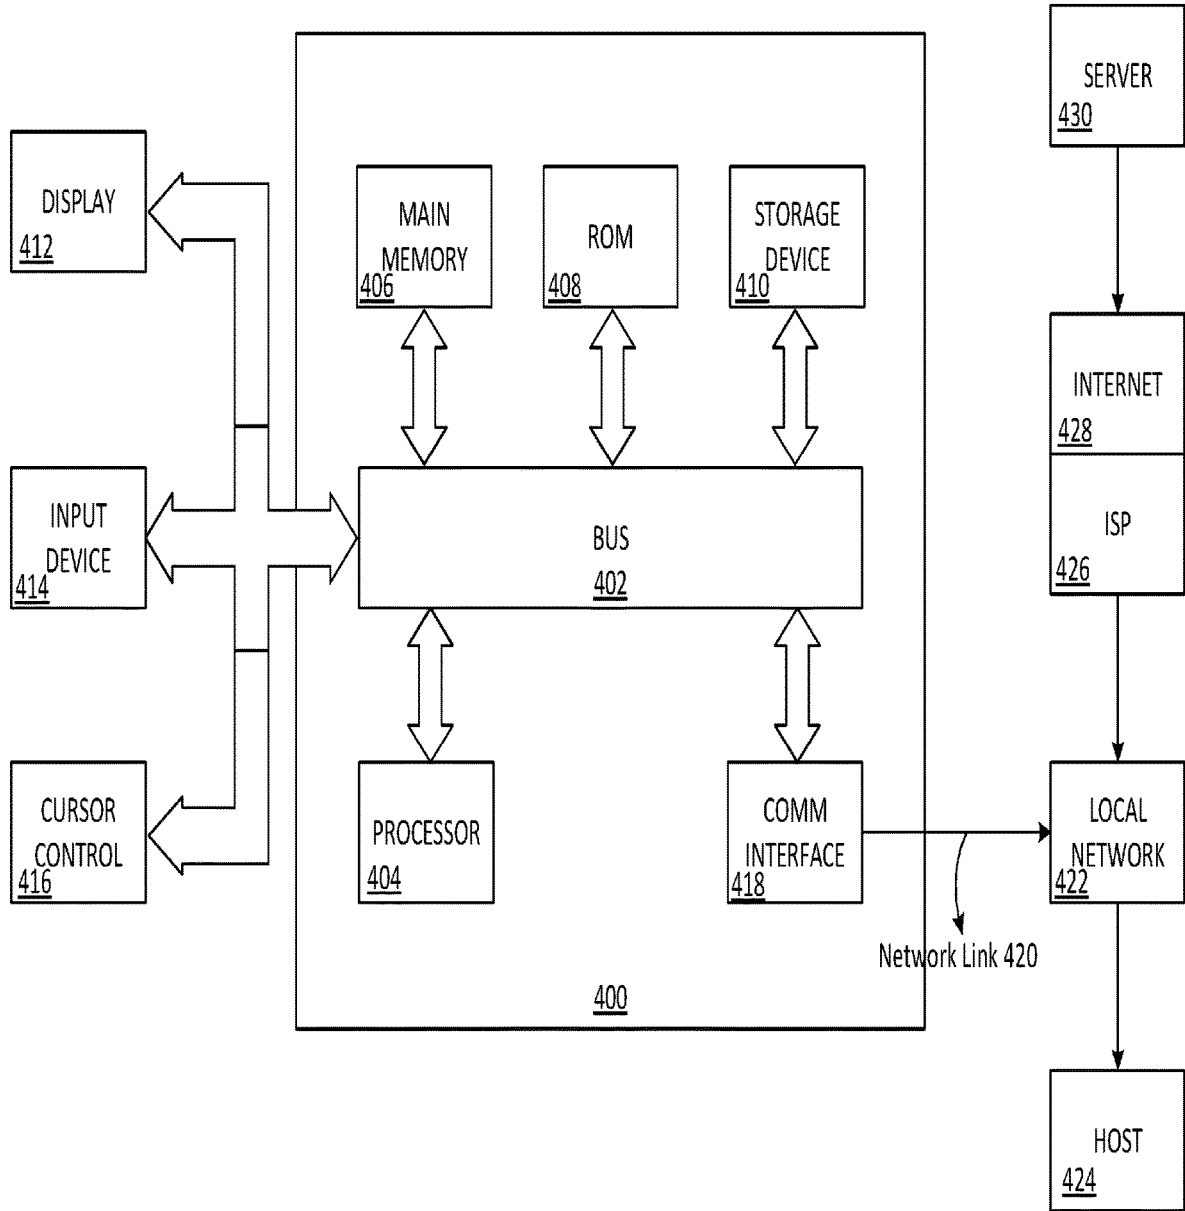 SERVER
430
DISPLAY
412
MAIN
MEMORY
406
ROM
408
STORAGE
DEVICE
410
INTERNET
428
INPUT
DEVICE
414
BUS
402
ISP
426
CURSOR
CONTROL
416
PROCESSOR
404
COMM
INTERFACE
418
LOCAL
NETWORK
422
Network Link 420
400
HOST
424